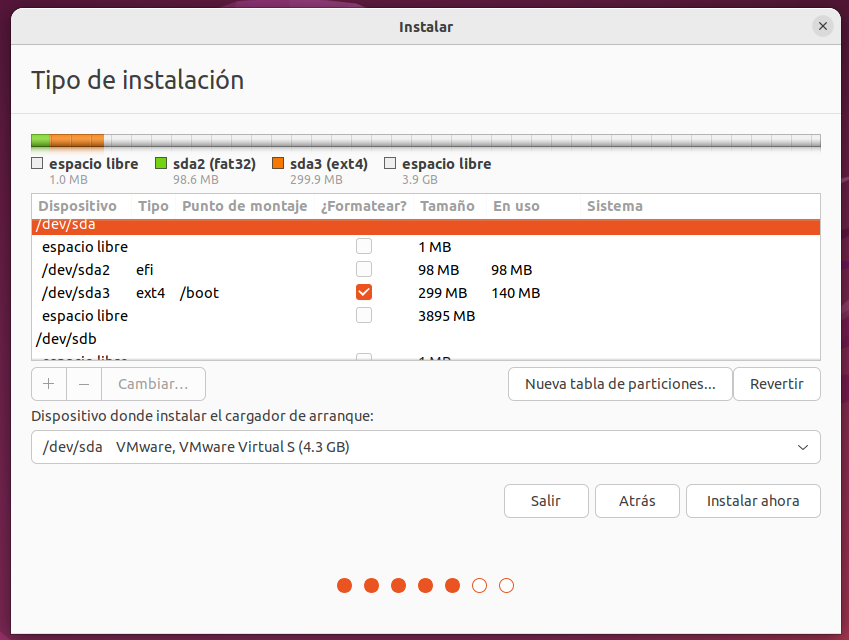 Instalar
Tipo de instalación
espacio libre sda2 (fat32) sda3 (ext4) espacio libre
1.0 MB 98.6 MB 299.9 MB 3.9 GB
Dispositivo Tipo Punto de montaje ¿Formatear? Tamaño En uso Sistema
/dev/sda
espacio libre 1 MB
/dev/sda2 efi 98 MB 98 MB
/dev/sda3 ext4 /boot 299 MB 140 MB
espacio libre 3895 MB
/dev/sdb
espacio libre 1 MB
+ − Cambiar... Nueva tabla de particiones... Revertir
Dispositivo donde instalar el cargador de arranque:
/dev/sda VMware, VMware Virtual S (4.3 GB)
Salir Atrás Instalar ahora